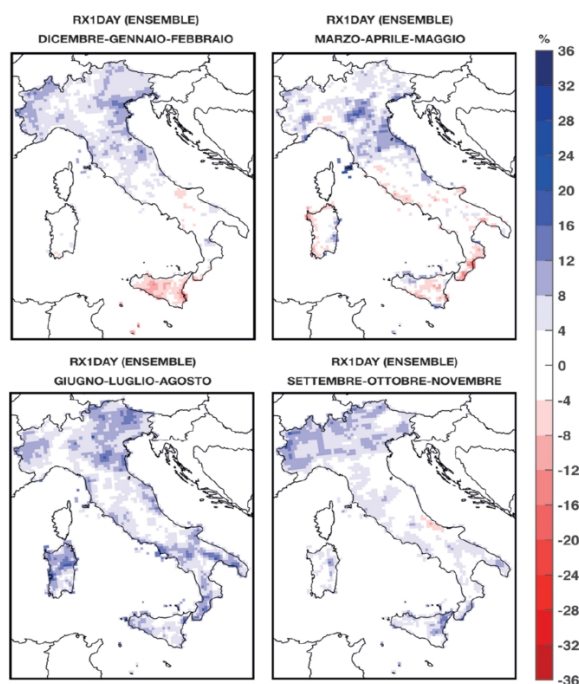 RX1DAY (ENSEMBLE)
DICEMBRE-GENNAIO-FEBBRAIO
RX1DAY (ENSEMBLE)
MARZO-APRILE-MAGGIO
%
36
32
28
24
20
16
12
8
4
0
-4
-8
-12
-16
-20
-24
-28
-32
-36
RX1DAY (ENSEMBLE)
GIUGNO-LUGLIO-AGOSTO
RX1DAY (ENSEMBLE)
SETTEMBRE-OTTOBRE-NOVEMBRE